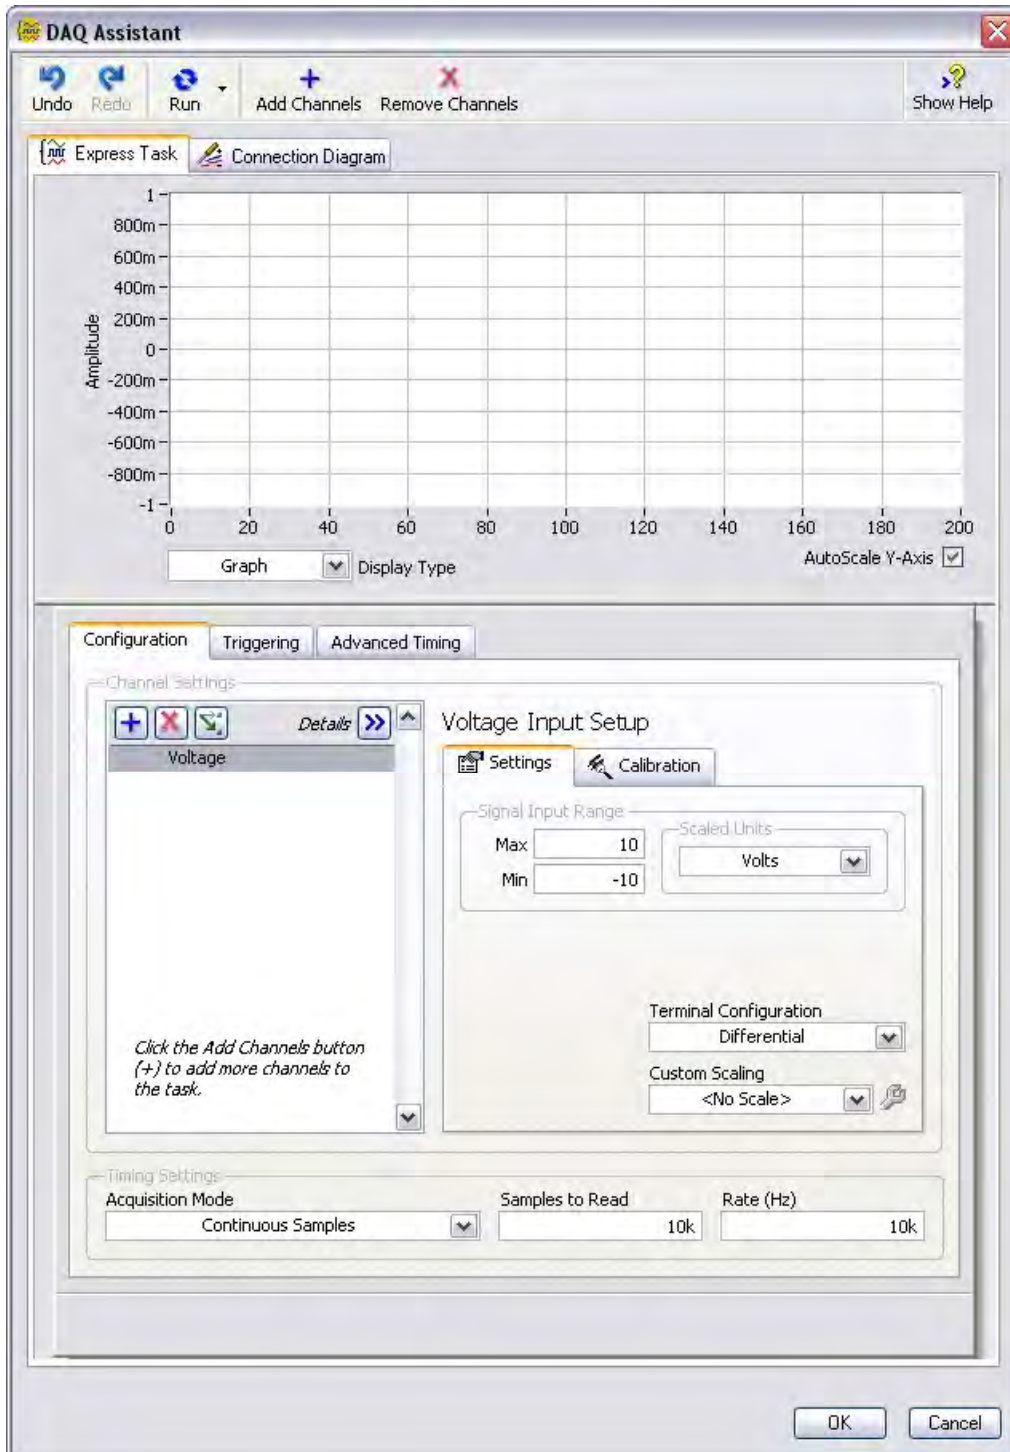 DAQ Assistant
Undo Redo Run Add Channels Remove Channels Show Help
Express Task Connection Diagram
Amplitude
1
800m
600m
400m
200m
0
-200m
-400m
-600m
-800m
-1
0 20 40 60 80 100 120 140 160 180 200
Graph Display Type AutoScale Y-Axis
Configuration Triggering Advanced Timing
Channel Settings
Details
Voltage
Click the Add Channels button
(+) to add more channels to
the task.
Voltage Input Setup
Settings Calibration
Signal Input Range
Max 10
Min -10
Scaled Units
Volts
Terminal Configuration
Differential
Custom Scaling
<No Scale>
Timing Settings
Acquisition Mode Samples to Read Rate (Hz)
Continuous Samples 10k 10k
OK Cancel